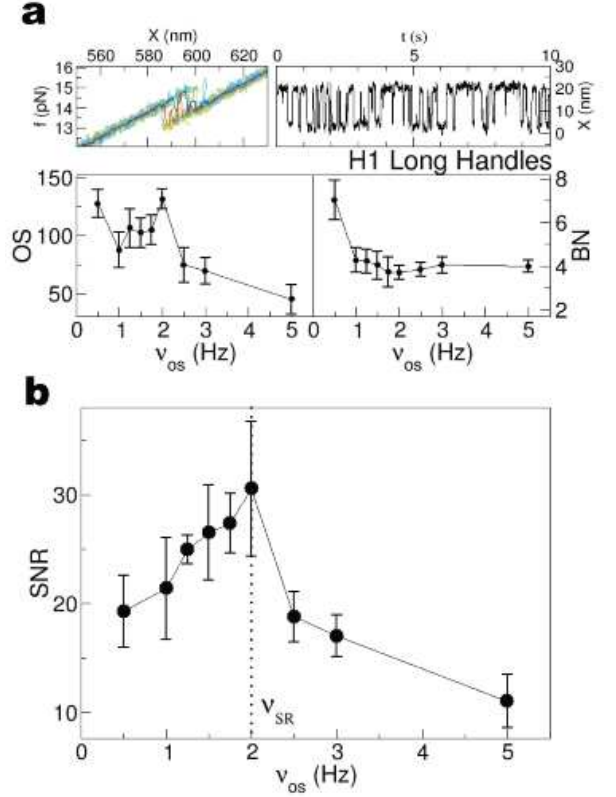 a
X (nm)
560 580 600 620
t (s)
0 5 10
f (pN)
16
15
14
13
X (nm)
30
20
10
0
H1 Long Handles
OS
150
100
50
0 1 2 3 4 5
ν_os (Hz)
BN
8
6
4
2
0 1 2 3 4 5
ν_os (Hz)
b
SNR
30
20
10
ν_SR
0 1 2 3 4 5
ν_os (Hz)